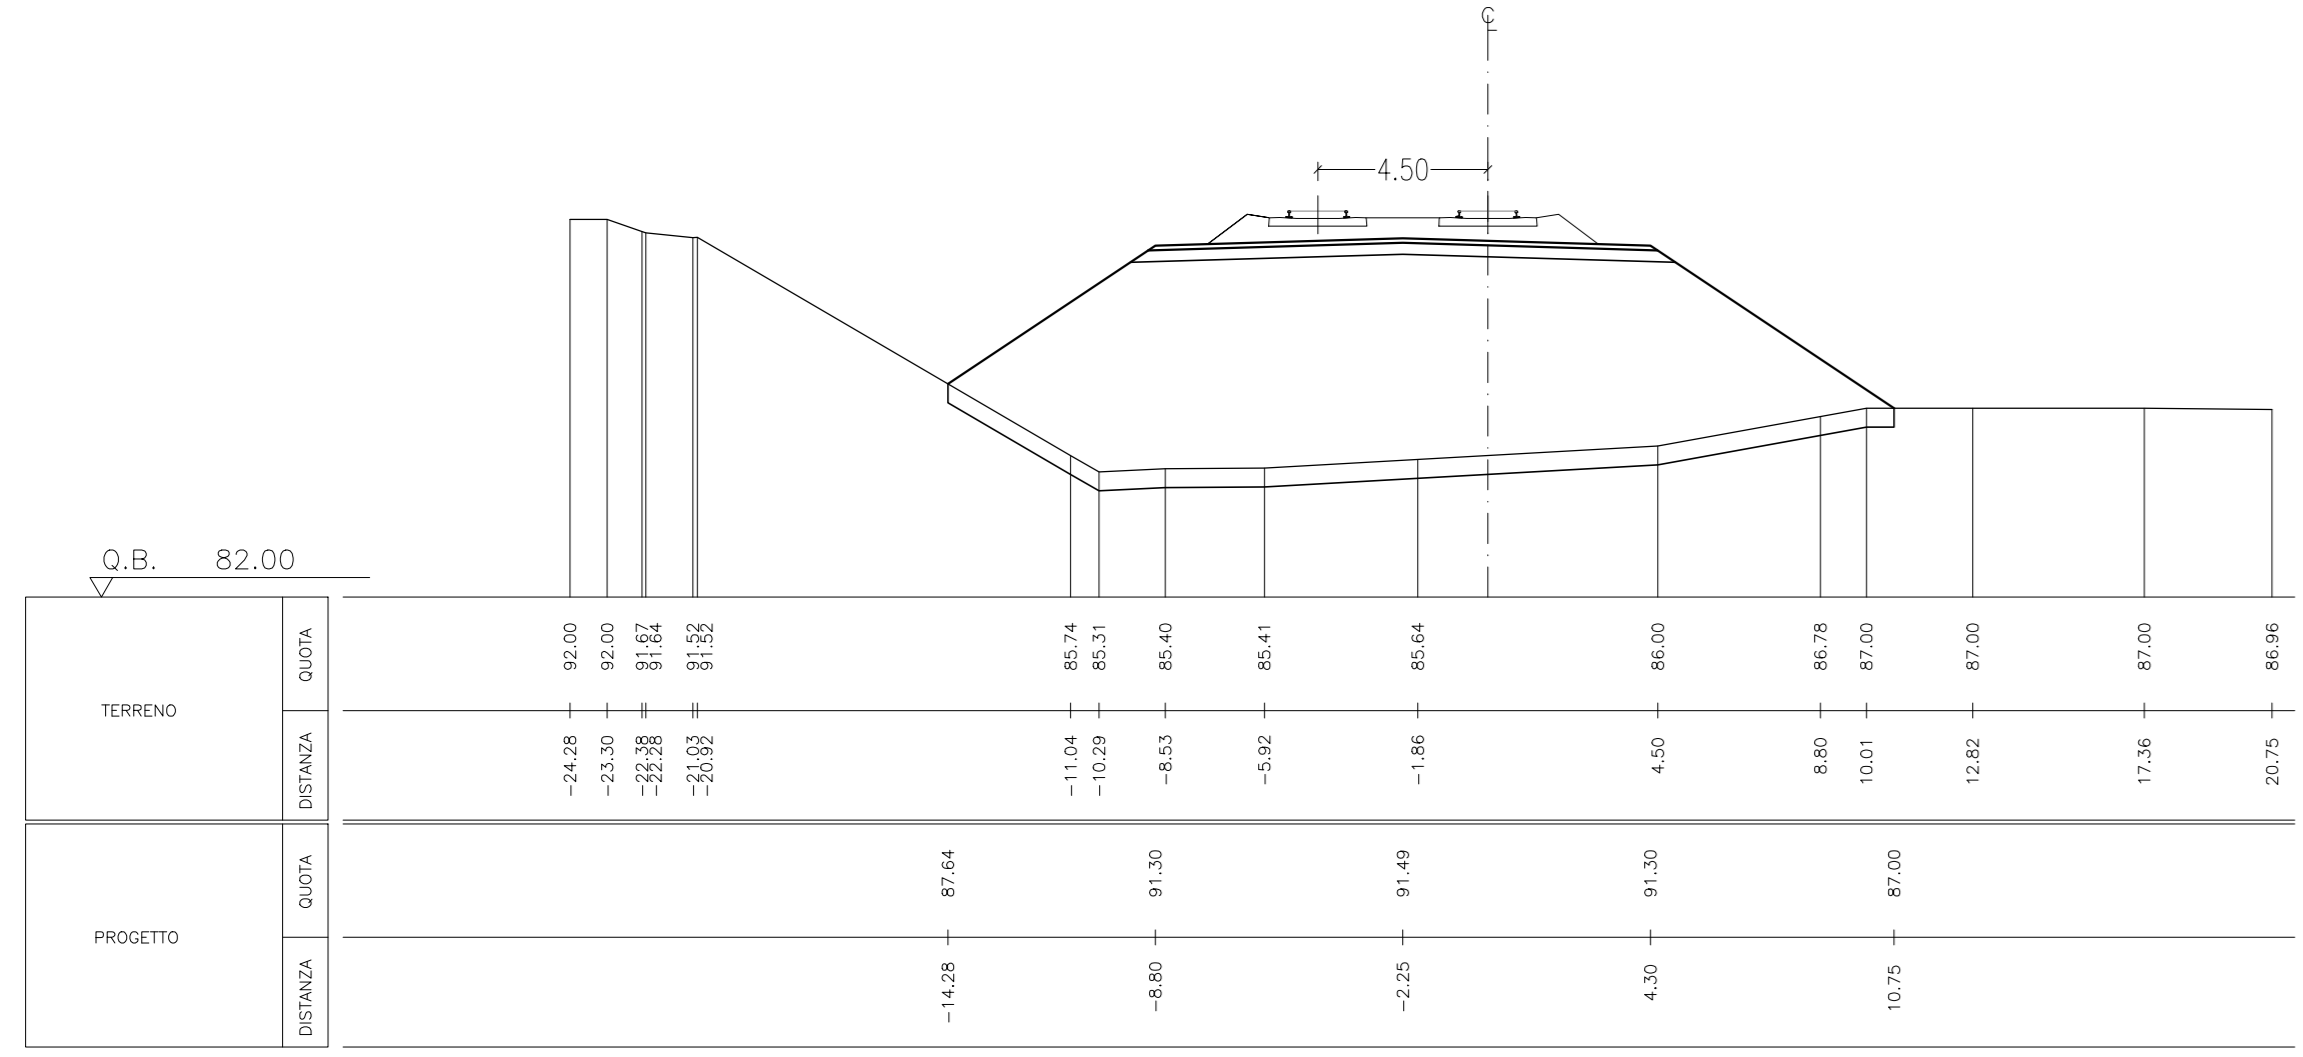 ℄
4.50
Q.B. 82.00
TERRENO
QUOTA
92.00 92.00 91.67 91.64 91.52 91.52 85.74 85.31 85.40 85.41 85.64 86.00 86.78 87.00 87.00 87.00 86.96
DISTANZA
-24.28 -23.30 -22.38 -22.28 -21.03 -20.92 -11.04 -10.29 -8.53 -5.92 -1.86 4.50 8.80 10.01 12.82 17.36 20.75
PROGETTO
QUOTA
87.64 91.30 91.49 91.30 87.00
DISTANZA
-14.28 -8.80 -2.25 4.30 10.75